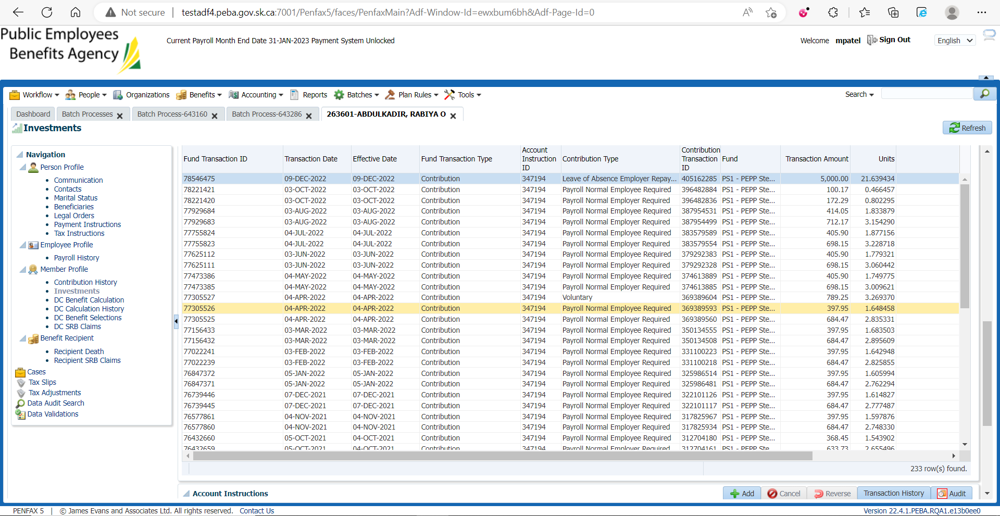 Not secure | testadf4.peba.gov.sk.ca:7001/Penfax5/faces/PenfaxMain?Adf-Window-Id=ewxbum6bh&Adf-Page-Id=0
Public Employees
Benefits Agency
Current Payroll Month End Date 31-JAN-2023 Payment System Unlocked
Welcome mpatel Sign Out English
Workflow People Organizations Benefits Accounting Reports Batches Plan Rules Tools Search
Dashboard Batch Processes Batch Process-643160 Batch Process-643286 263601-ABDULKADIR, RABIYA O
Investments
Refresh
Navigation
Person Profile
Communication
Contacts
Marital Status
Beneficiaries
Legal Orders
Payment Instructions
Tax Instructions
Employee Profile
Payroll History
Member Profile
Contribution History
Investments
DC Benefit Calculation
DC Calculation History
DC Benefit Selections
DC SRB Claims
Benefit Recipient
Recipient Death
Recipient SRB Claims
Cases
Tax Slips
Tax Adjustments
Data Audit Search
Data Validations
Fund Transaction ID Transaction Date Effective Date Fund Transaction Type Account Instruction ID Contribution Type Contribution Transaction ID Fund Transaction Amount Units
78546475 09-DEC-2022 09-DEC-2022 Contribution 347194 Leave of Absence Employer Repay... 405162285 PS1 - PEPP Ste... 5,000.00 21.639434
78221421 03-OCT-2022 03-OCT-2022 Contribution 347194 Payroll Normal Employee Required 396482884 PS1 - PEPP Ste... 100.17 0.466457
78221420 03-OCT-2022 03-OCT-2022 Contribution 347194 Payroll Normal Employer Required 396482836 PS1 - PEPP Ste... 172.29 0.802295
77929684 03-AUG-2022 03-AUG-2022 Contribution 347194 Payroll Normal Employee Required 387954531 PS1 - PEPP Ste... 414.05 1.833879
77929683 03-AUG-2022 03-AUG-2022 Contribution 347194 Payroll Normal Employer Required 387954499 PS1 - PEPP Ste... 712.17 3.154290
77755824 04-JUL-2022 04-JUL-2022 Contribution 347194 Payroll Normal Employee Required 383579589 PS1 - PEPP Ste... 405.90 1.877156
77755823 04-JUL-2022 04-JUL-2022 Contribution 347194 Payroll Normal Employer Required 383579554 PS1 - PEPP Ste... 698.15 3.228718
77625112 03-JUN-2022 03-JUN-2022 Contribution 347194 Payroll Normal Employee Required 379292383 PS1 - PEPP Ste... 405.90 1.779321
77625111 03-JUN-2022 03-JUN-2022 Contribution 347194 Payroll Normal Employer Required 379292328 PS1 - PEPP Ste... 698.15 3.060442
77473386 04-MAY-2022 04-MAY-2022 Contribution 347194 Payroll Normal Employee Required 374613889 PS1 - PEPP Ste... 405.90 1.749775
77473385 04-MAY-2022 04-MAY-2022 Contribution 347194 Payroll Normal Employer Required 374613885 PS1 - PEPP Ste... 698.15 3.009621
77305527 04-APR-2022 04-APR-2022 Contribution 347194 Voluntary 369389604 PS1 - PEPP Ste... 789.25 3.269370
77305526 04-APR-2022 04-APR-2022 Contribution 347194 Payroll Normal Employee Required 369389593 PS1 - PEPP Ste... 397.95 1.648458
77305525 04-APR-2022 04-APR-2022 Contribution 347194 Payroll Normal Employer Required 369389560 PS1 - PEPP Ste... 684.47 2.835331
77156433 03-MAR-2022 03-MAR-2022 Contribution 347194 Payroll Normal Employee Required 350134555 PS1 - PEPP Ste... 397.95 1.683503
77156432 03-MAR-2022 03-MAR-2022 Contribution 347194 Payroll Normal Employer Required 350134508 PS1 - PEPP Ste... 684.47 2.895609
77022241 03-FEB-2022 03-FEB-2022 Contribution 347194 Payroll Normal Employee Required 331100223 PS1 - PEPP Ste... 397.95 1.642948
77022239 03-FEB-2022 03-FEB-2022 Contribution 347194 Payroll Normal Employer Required 331100218 PS1 - PEPP Ste... 684.47 2.825855
76847372 05-JAN-2022 05-JAN-2022 Contribution 347194 Payroll Normal Employee Required 325986514 PS1 - PEPP Ste... 397.95 1.605994
76847371 05-JAN-2022 05-JAN-2022 Contribution 347194 Payroll Normal Employer Required 325986481 PS1 - PEPP Ste... 684.47 2.762294
76739446 07-DEC-2021 07-DEC-2021 Contribution 347194 Payroll Normal Employee Required 322101126 PS1 - PEPP Ste... 397.95 1.614827
76739445 07-DEC-2021 07-DEC-2021 Contribution 347194 Payroll Normal Employer Required 322101117 PS1 - PEPP Ste... 684.47 2.777487
76577861 04-NOV-2021 04-NOV-2021 Contribution 347194 Payroll Normal Employee Required 317825967 PS1 - PEPP Ste... 397.95 1.597876
76577860 04-NOV-2021 04-NOV-2021 Contribution 347194 Payroll Normal Employer Required 317825934 PS1 - PEPP Ste... 684.47 2.748330
76432660 05-OCT-2021 04-OCT-2021 Contribution 347194 Payroll Normal Employee Required 312704180 PS1 - PEPP Ste... 368.45 1.543902
76432659 05-OCT-2021 04-OCT-2021 Contribution 347194 Payroll Normal Employer Required 312704161 PS1 - PEPP Ste 633.73 2.655496
233 row(s) found.
Account Instructions
Add Cancel Reverse Transaction History Audit
PENFAX 5 | © James Evans and Associates Ltd. All rights reserved. Contact Us
Version 22.4.1.PEBA.RQA1.e13b0ee0